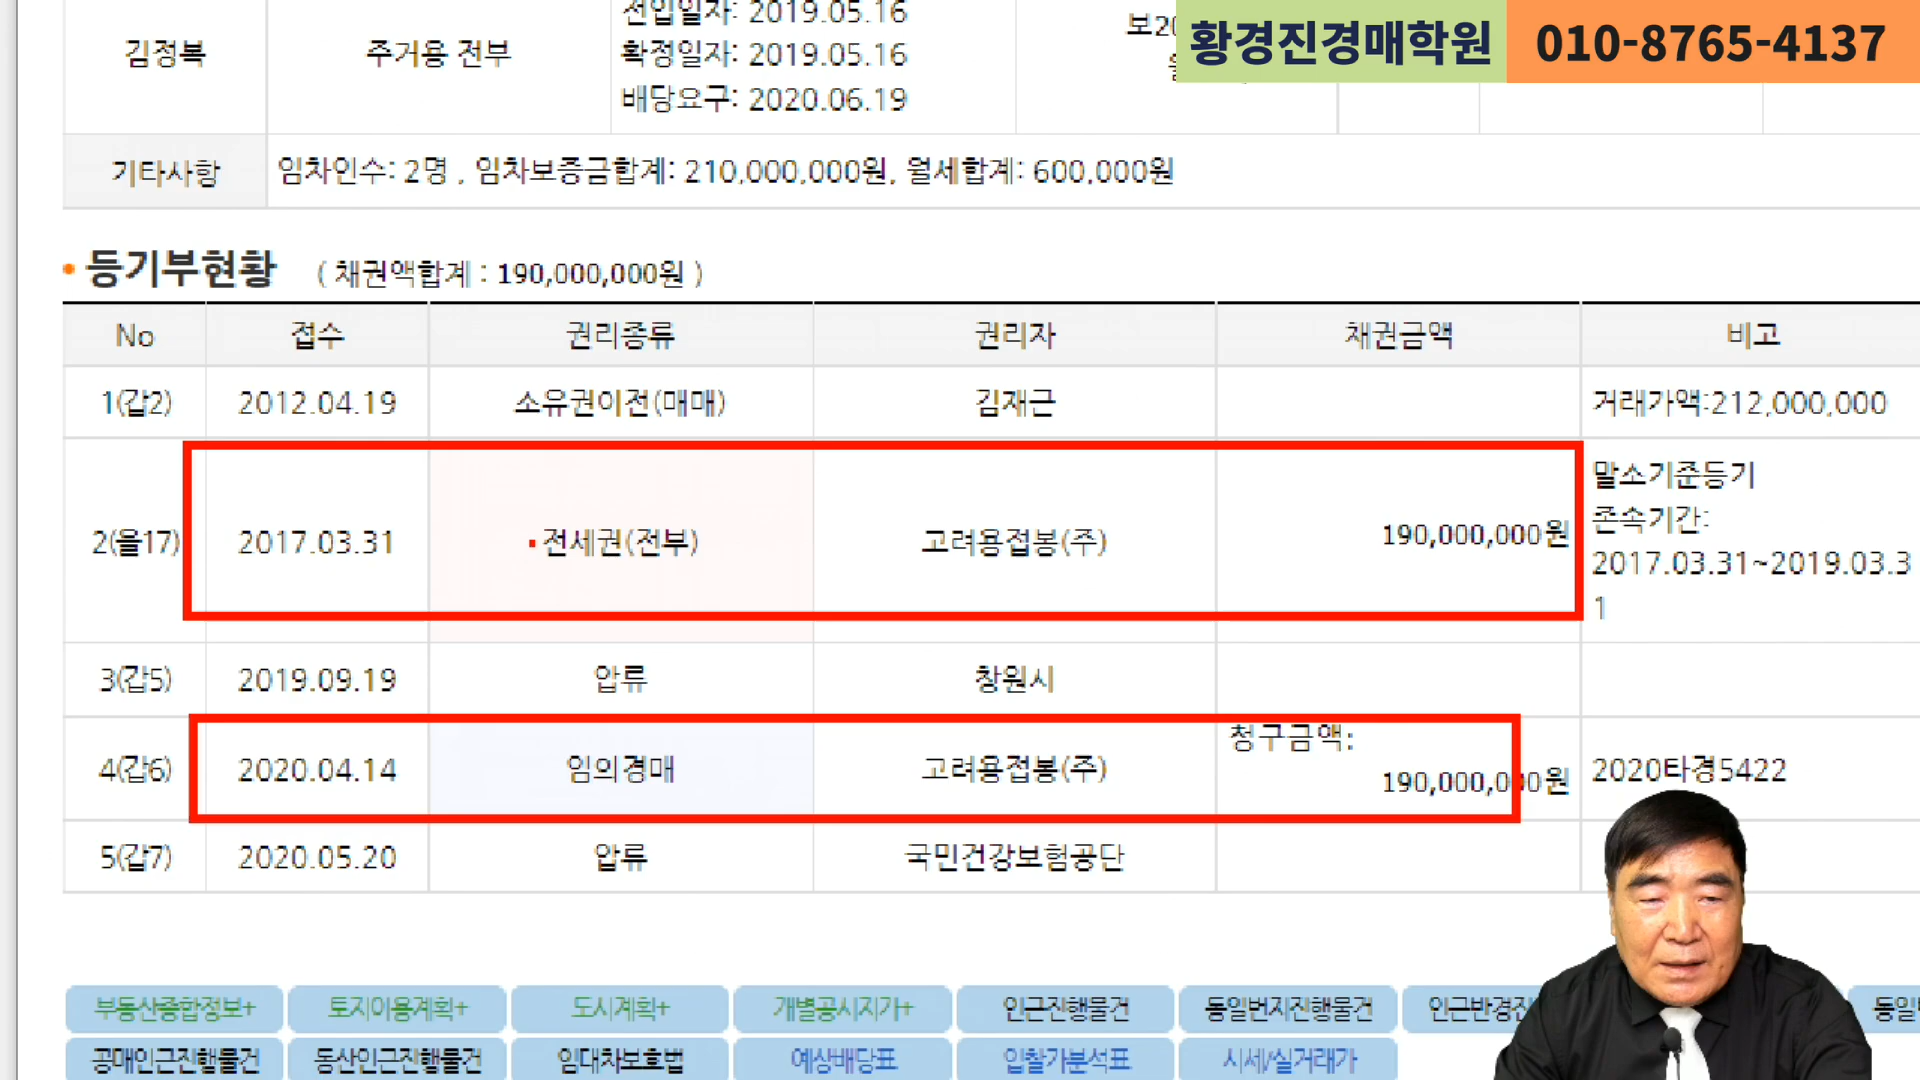 황경진경매학원 010-8765-4137
김정복 주거용 전부
전입일자: 2019.05.16
확정일자: 2019.05.16
배당요구: 2020.06.19
기타사항 임차인수: 2명 , 임차보증금합계: 210,000,000원, 월세합계: 600,000원
등기부현황 ( 채권액합계 : 190,000,000원 )
No 접수 권리종류 권리자 채권금액 비고
1(갑2) 2012.04.19 소유권이전(매매) 김재근 거래가액:212,000,000
2(을17) 2017.03.31 전세권(전부) 고려용접봉(주) 190,000,000원
말소기준등기
존속기간:
2017.03.31~2019.03.3
1
3(갑5) 2019.09.19 압류 창원시
4(갑6) 2020.04.14 임의경매 고려용접봉(주) 청구금액:
190,000,000원 2020타경5422
5(갑7) 2020.05.20 압류 국민건강보험공단
부동산종합정보+ 토지이용계획+ 도시계획+ 개별공시지가+ 인근진행물건 동일번지진행물건 인근반경진 동일
공매인근진행물건 동산인근진행물건 임대차보호법 예상배당표 입찰가분석표 시세/실거래가